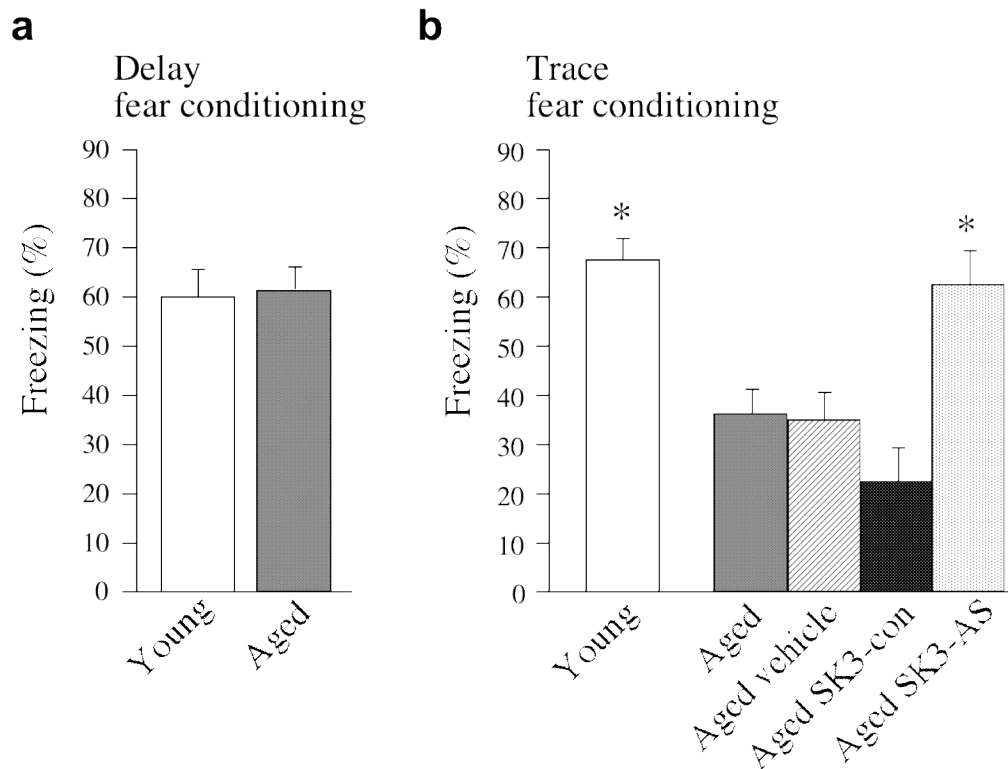 a
Delay
fear conditioning
90
80
70
60
50
40
30
20
10
0
Freezing (%)
Young
Aged
b
Trace
fear conditioning
90
80
70
60
50
40
30
20
10
0
Freezing (%)
*
*
Young
Aged
Aged vehicle
Aged SK3-con
Aged SK3-AS